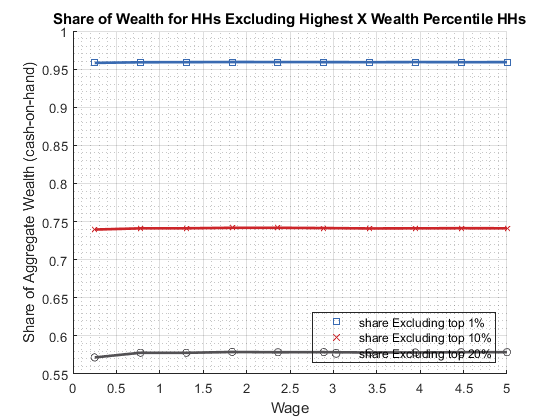 Share of Wealth for HHs Excluding Highest X Wealth Percentile HHs
1
0.95
0.9
0.85
0.8
0.75
0.7
0.65
0.6
0.55
Share of Aggregate Wealth (cash-on-hand)
share Excluding top 1%
share Excluding top 10%
share Excluding top 20%
0 0.5 1 1.5 2 2.5 3 3.5 4 4.5 5
Wage